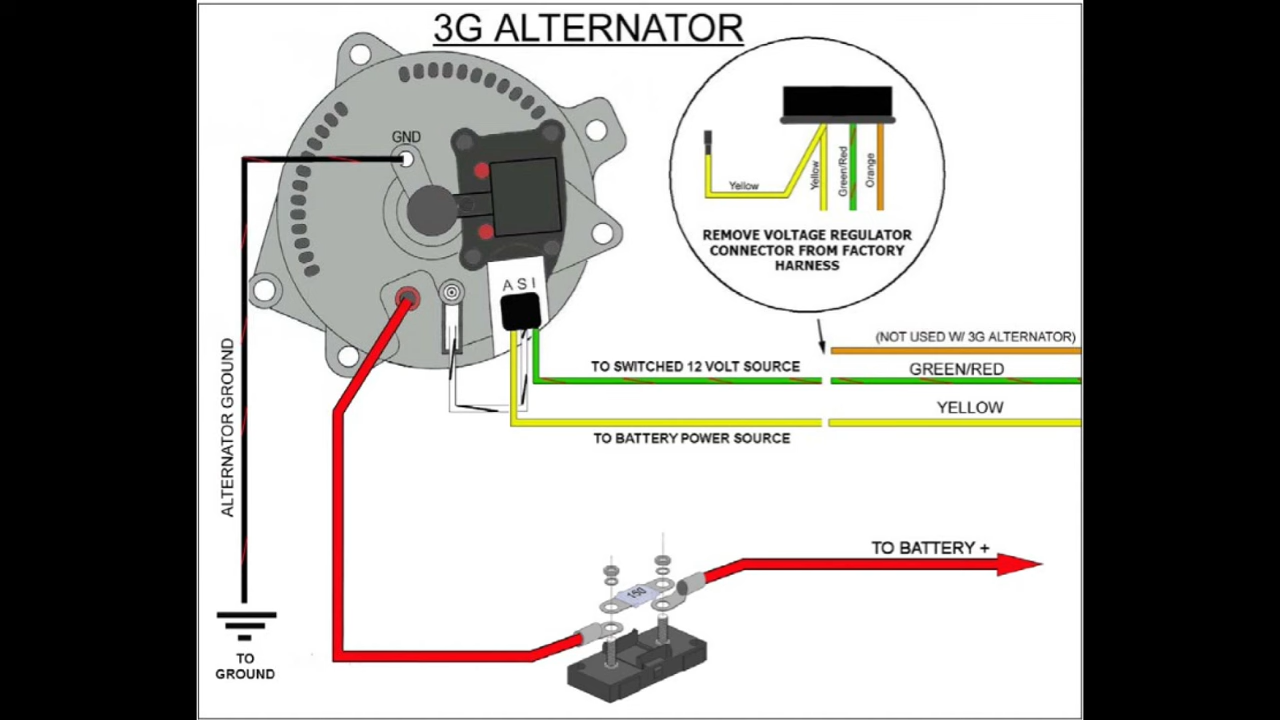 3G ALTERNATOR
GND
Yellow
Yellow
Green/Red
Orange
REMOVE VOLTAGE REGULATOR
CONNECTOR FROM FACTORY
HARNESS
A S I
(NOT USED W/ 3G ALTERNATOR)
TO SWITCHED 12 VOLT SOURCE
GREEN/RED
YELLOW
TO BATTERY POWER SOURCE
ALTERNATOR GROUND
TO BATTERY +
150
TO
GROUND